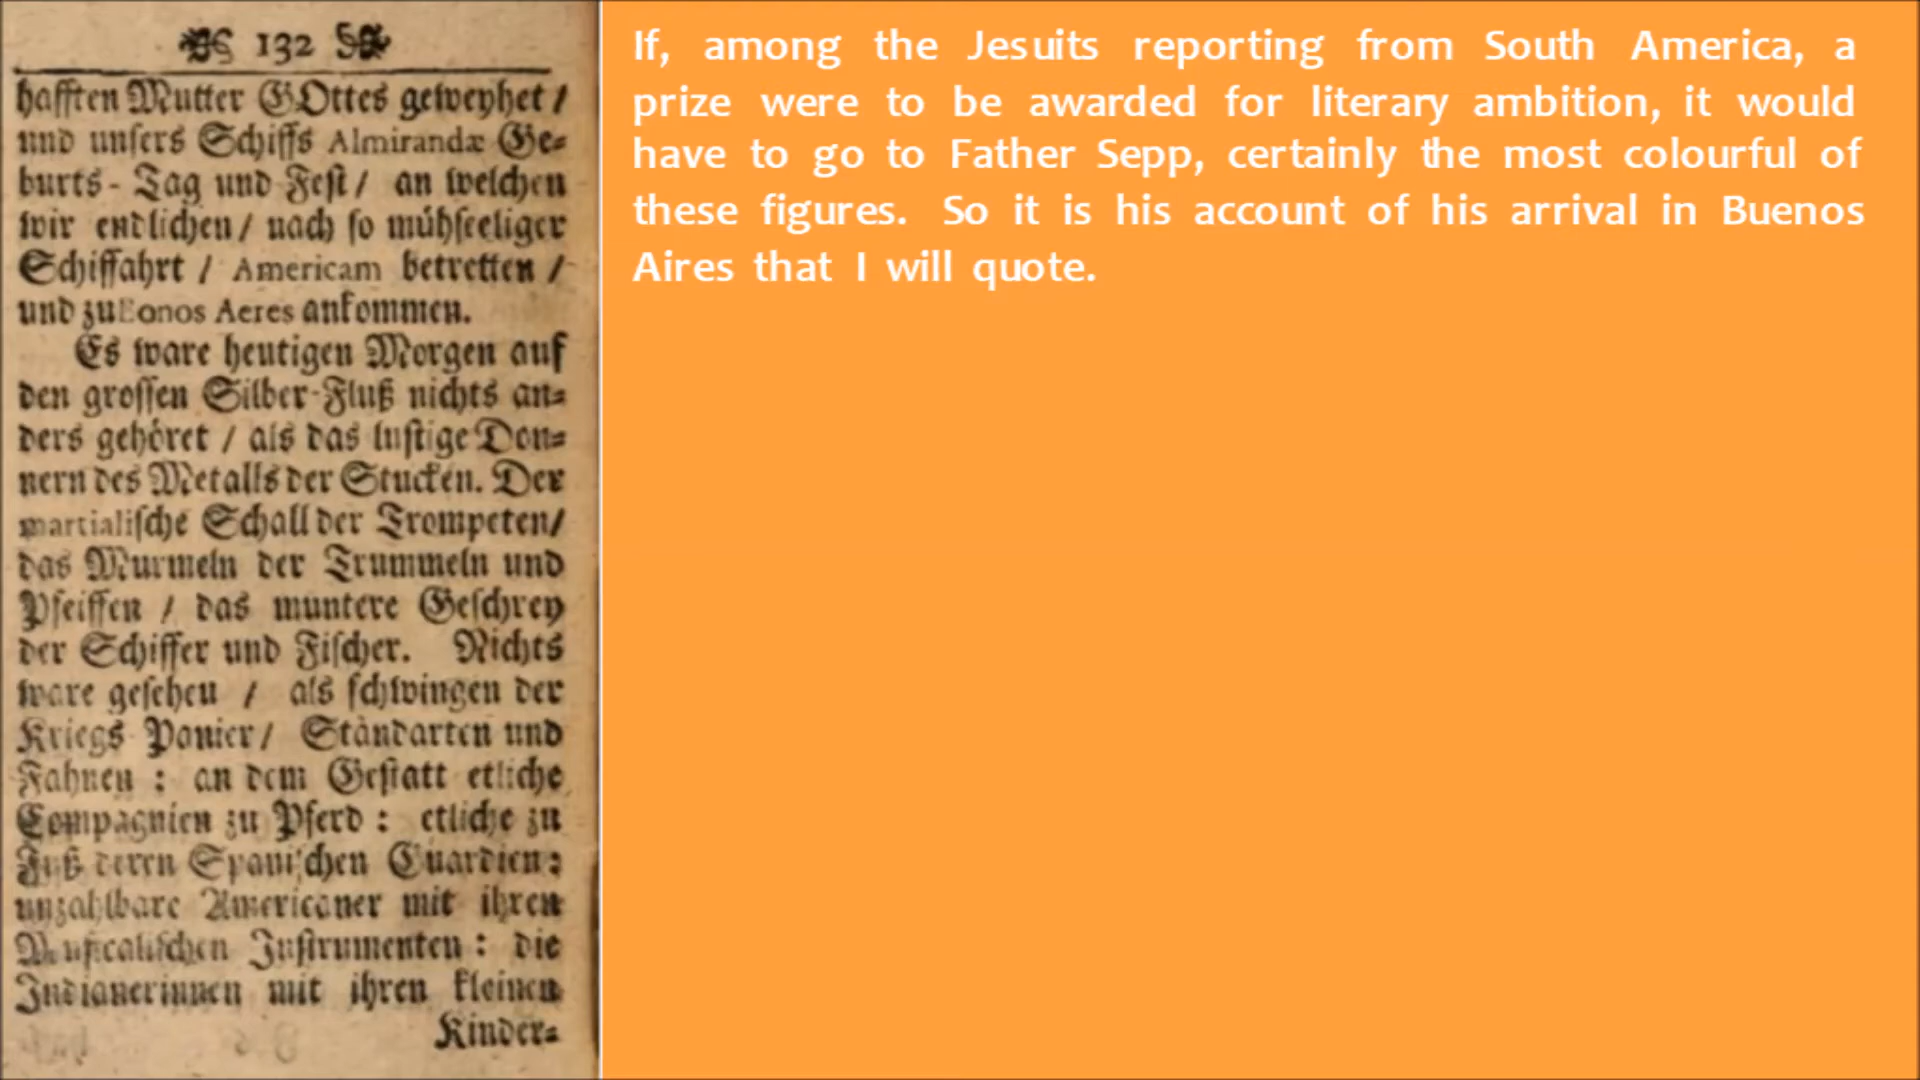 132
hafften Mutter GOttes geweyhet /
und unsers Schiffs Almirandæ Ge=
burts - Tag und Fest / an welchen
wir endlichen / nach so mühseeliger
Schiffahrt / Americam betretten /
und zu Bonos Aeres ankommen.
Es ware heutigen Morgen auf
den grossen Silber-Fluß nichts an=
ders gehöret / als das lustige Don=
nern des Metalls der Stucken. Der
martialische Schall der Trompeten/
das Murmeln der Trummeln und
Pfeiffen / das muntere Geschrey
der Schiffer und Fischer. Nichts
ware gesehen / als schwingen der
Kriegs Panier/ Standarten und
Fahnen : an dem Gestatt etliche
Compagnien zu Pferd : etliche zu
Fuß deren Spanischen Guardien:
unzahlbare Americaner mit ihren
Musicalischen Instrumenten : die
Indianerinnen mit ihren kleinen
Kinder=
If, among the Jesuits reporting from South America, a
prize were to be awarded for literary ambition, it would
have to go to Father Sepp, certainly the most colourful of
these figures. So it is his account of his arrival in Buenos
Aires that I will quote.